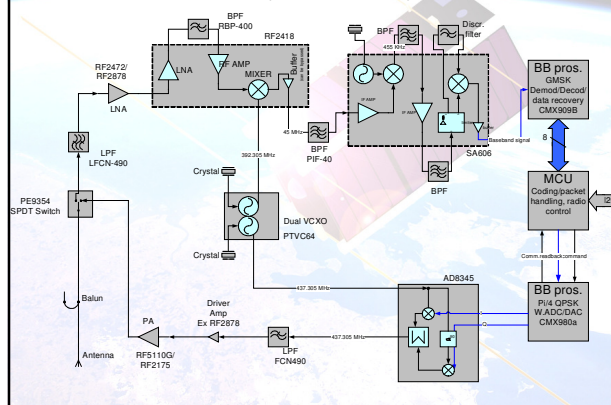 BPF
RBP-400
RF2418
RF2472/
RF2878
LNA
LNA
RF AMP
MIXER
Buffer
45 MHz
BPF
PIF-40
BPF
455 KHz
Discr.
filter
IF AMP
IF AMP
Baseband signal
SA606
BPF
BB pros.
GMSK
Demod/Decod/
data recovery
CMX909B
8
MCU
Coding/packet
handling, radio
control
I2
Comm.
readback
command
BB pros.
Pi/4 QPSK
W.ADC/DAC
CMX980a
LPF
LFCN-490
PE9354
SPDT Switch
392.305 MHz
Crystal
Dual VCXO
PTVC64
Crystal
437.305 MHz
AD8345
I
Q
437.305 MHz
LPF
FCN490
Driver
Amp
Ex RF2878
PA
RF5110G/
RF2175
Balun
Antenna